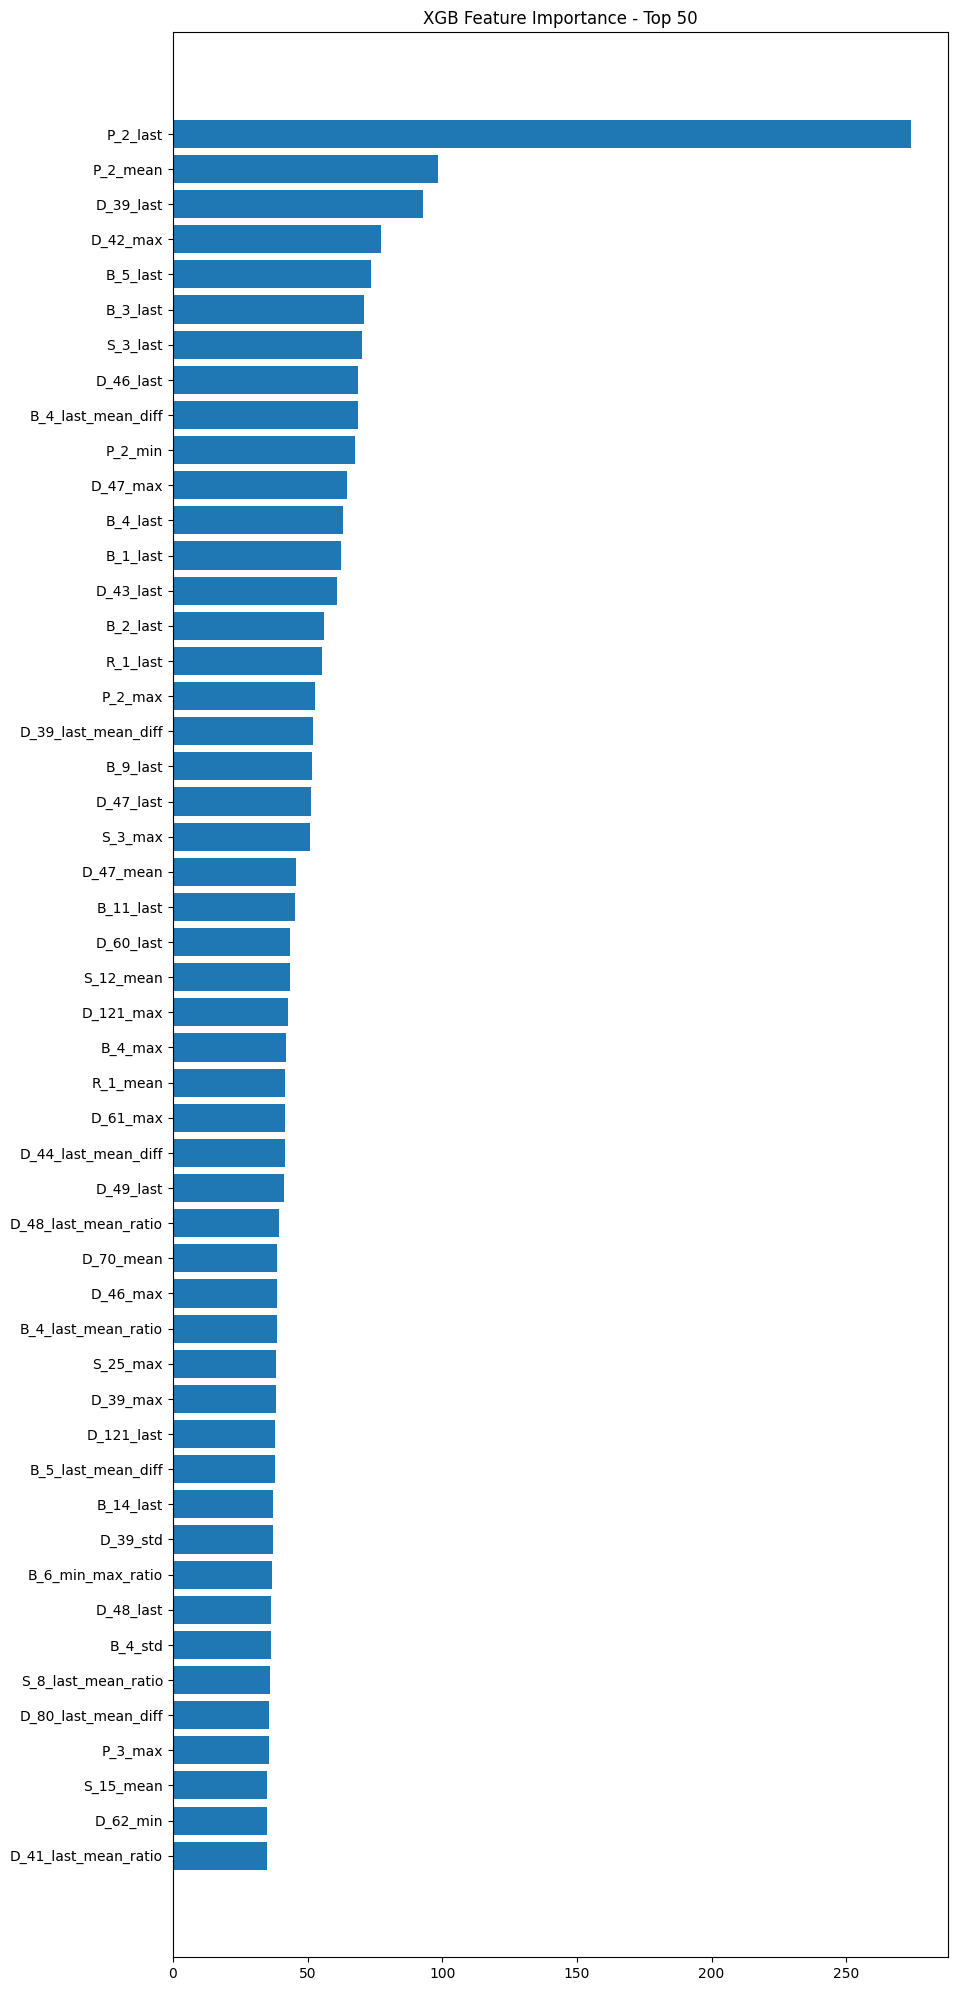 XGB Feature Importance - Top 50
P_2_last
P_2_mean
D_39_last
D_42_max
B_5_last
B_3_last
S_3_last
D_46_last
B_4_last_mean_diff
P_2_min
D_47_max
B_4_last
B_1_last
D_43_last
B_2_last
R_1_last
P_2_max
D_39_last_mean_diff
B_9_last
D_47_last
S_3_max
D_47_mean
B_11_last
D_60_last
S_12_mean
D_121_max
B_4_max
R_1_mean
D_61_max
D_44_last_mean_diff
D_49_last
D_48_last_mean_ratio
D_70_mean
D_46_max
B_4_last_mean_ratio
S_25_max
D_39_max
D_121_last
B_5_last_mean_diff
B_14_last
D_39_std
B_6_min_max_ratio
D_48_last
B_4_std
S_8_last_mean_ratio
D_80_last_mean_diff
P_3_max
S_15_mean
D_62_min
D_41_last_mean_ratio
0 50 100 150 200 250